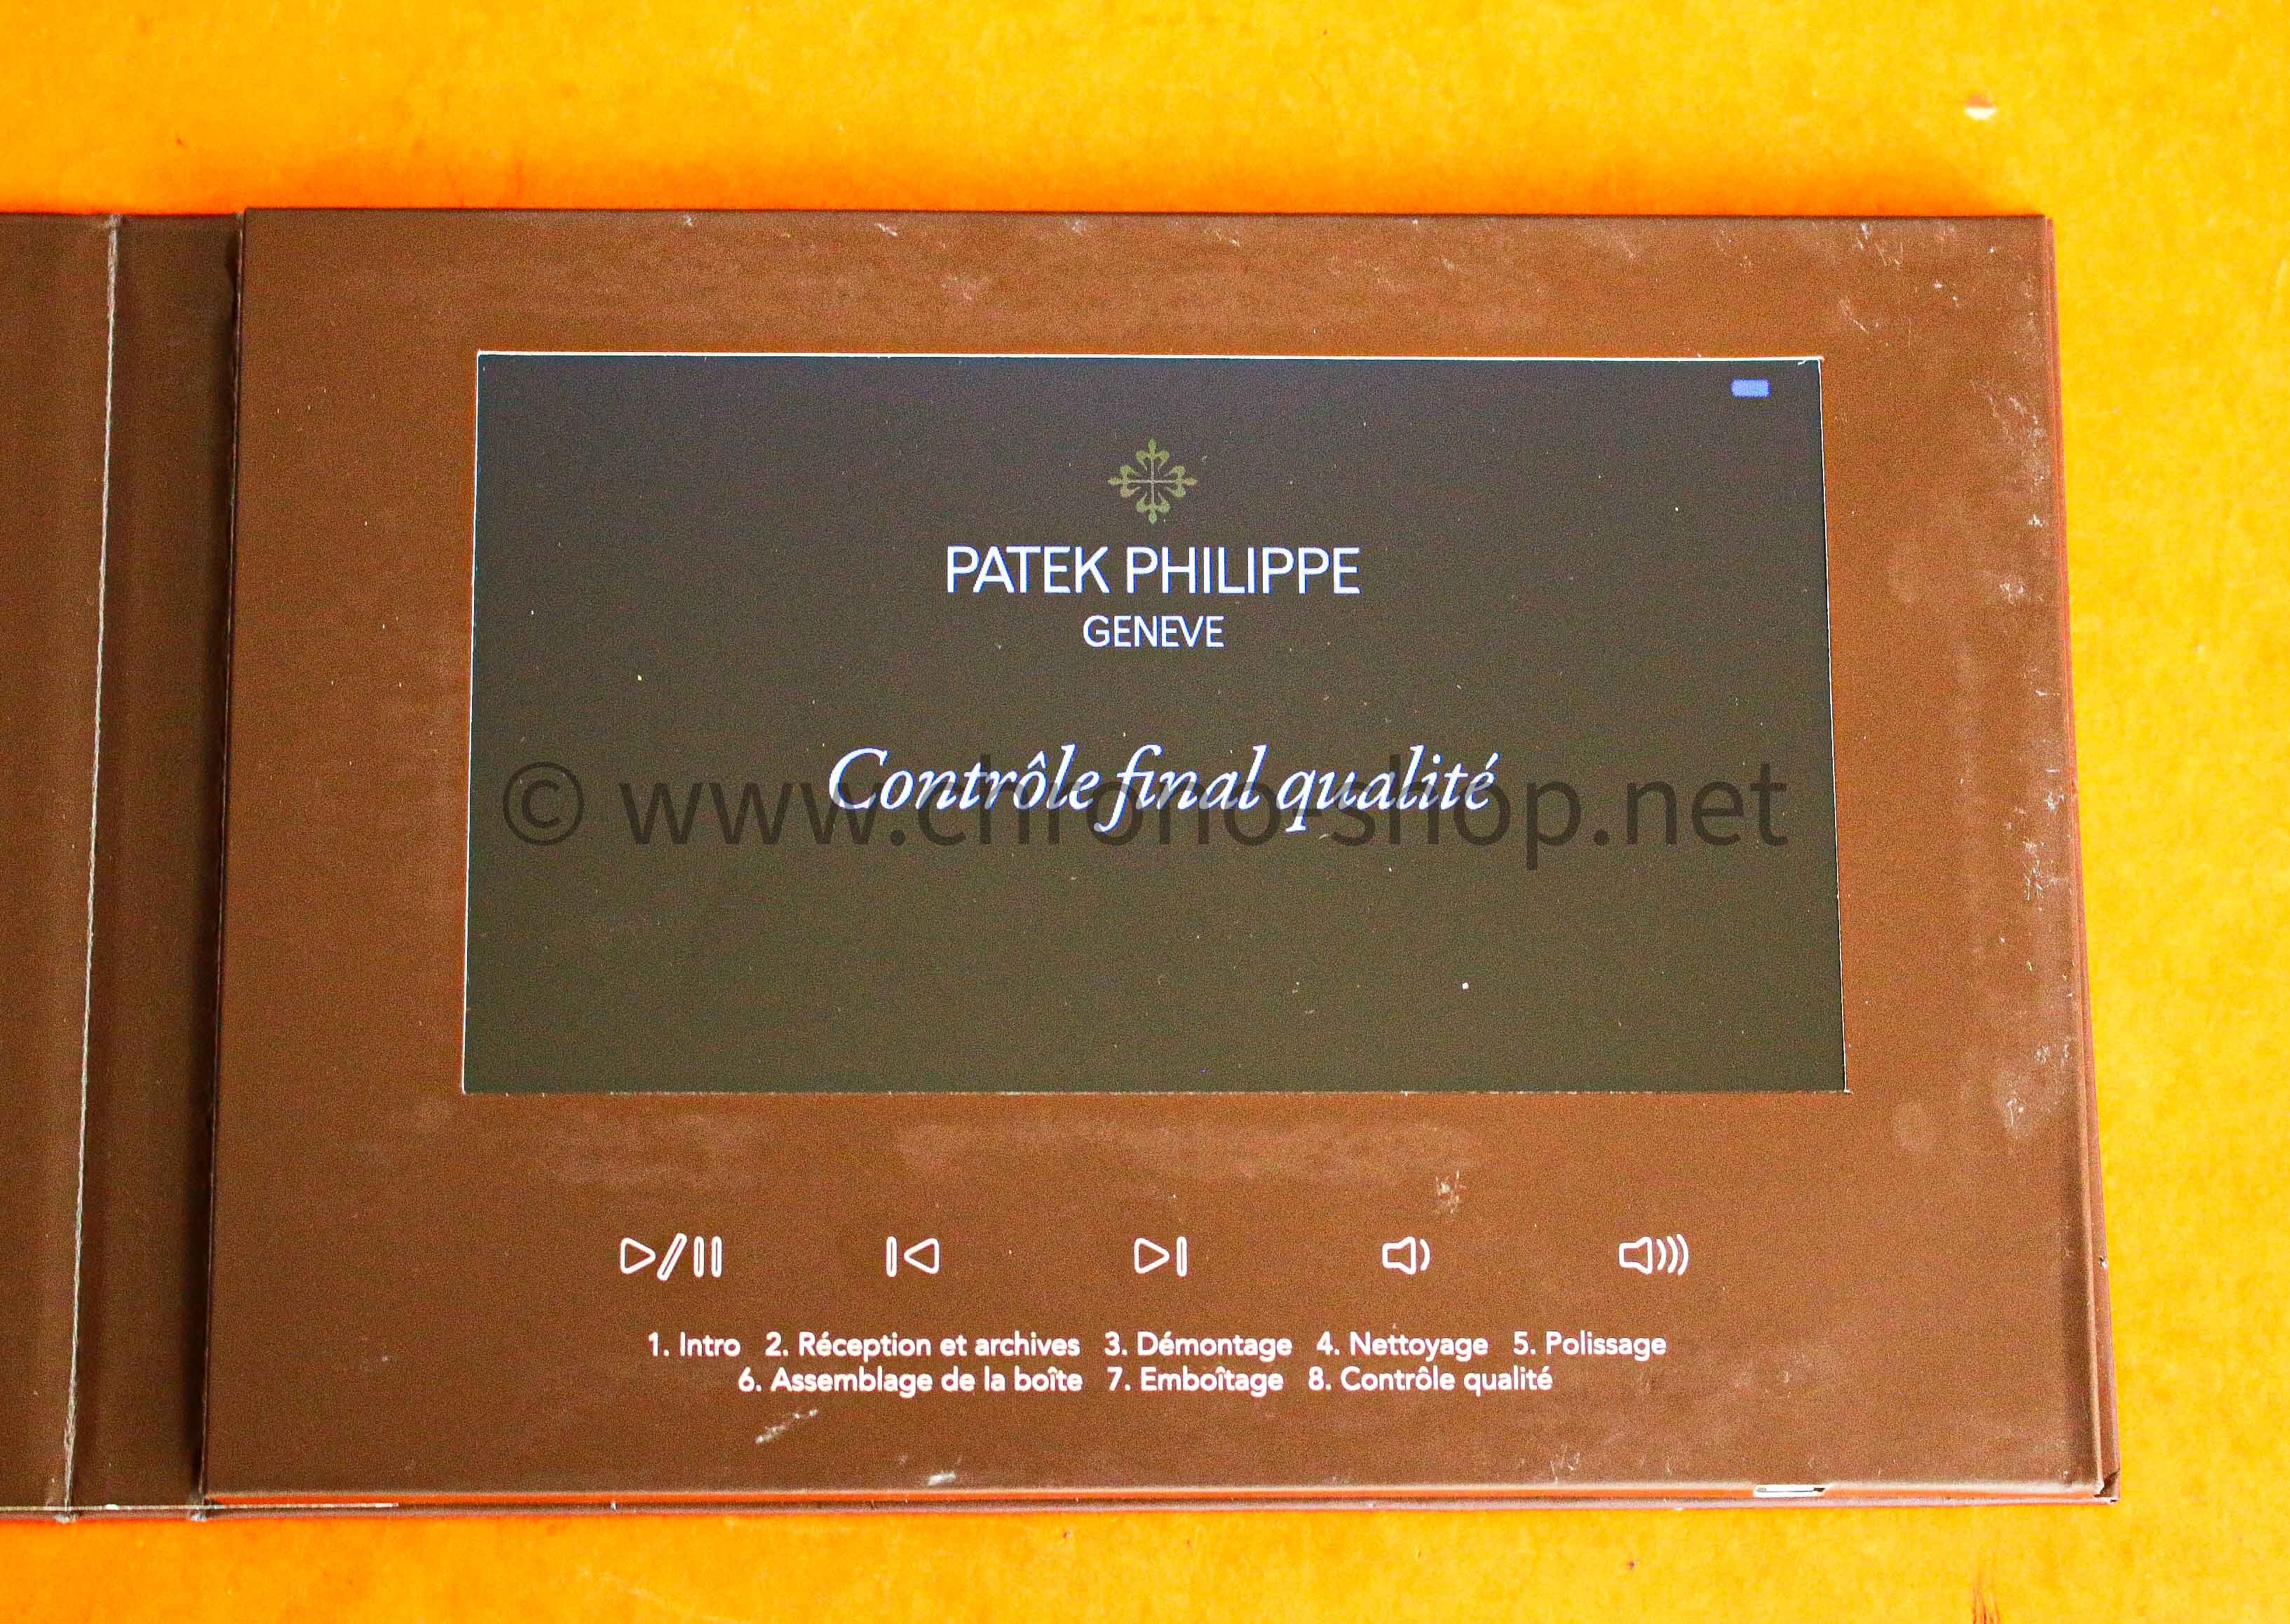 PATEK PHILIPPE
GENEVE
Contrôle final qualité
© www.chrono-shop.net
1. Intro 2. Réception et archives 3. Démontage 4. Nettoyage 5. Polissage
6. Assemblage de la boîte 7. Emboîtage 8. Contrôle qualité